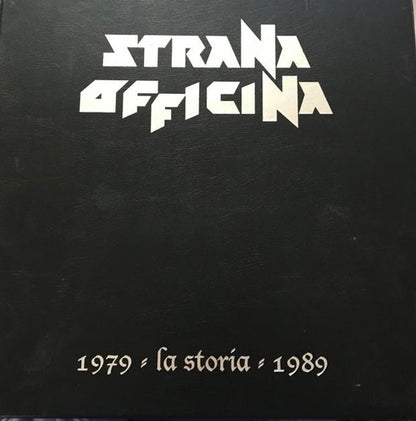 STRANA
OFFICINA
1979 - la storia - 1989